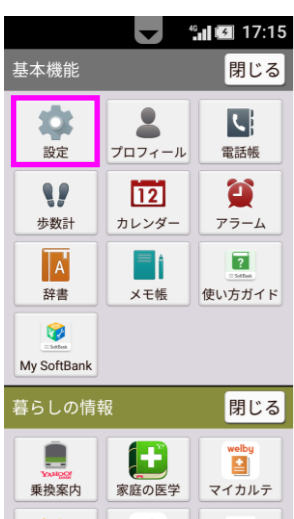 4G 17:15
基本機能 閉じる
設定 プロフィール 電話帳
12
歩数計 カレンダー アラーム
A ?
SoftBank
辞書 メモ帳 使い方ガイド
SoftBank
My SoftBank
暮らしの情報 閉じる
welby
YAHOO!
乗換案内 家庭の医学 マイカルテ